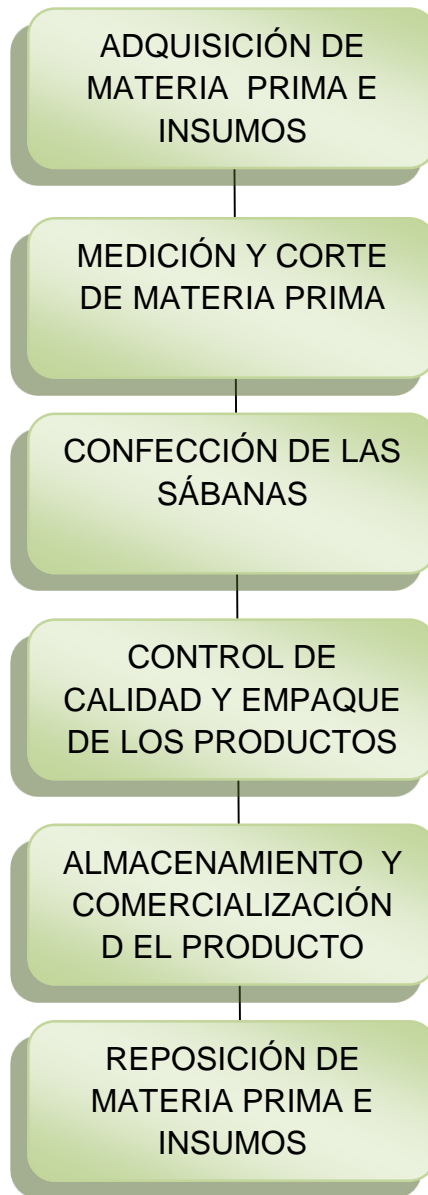 ADQUISICIÓN DE
MATERIA PRIMA E
INSUMOS
MEDICIÓN Y CORTE
DE MATERIA PRIMA
CONFECCIÓN DE LAS
SÁBANAS
CONTROL DE
CALIDAD Y EMPAQUE
DE LOS PRODUCTOS
ALMACENAMIENTO Y
COMERCIALIZACIÓN
D EL PRODUCTO
REPOSICIÓN DE
MATERIA PRIMA E
INSUMOS